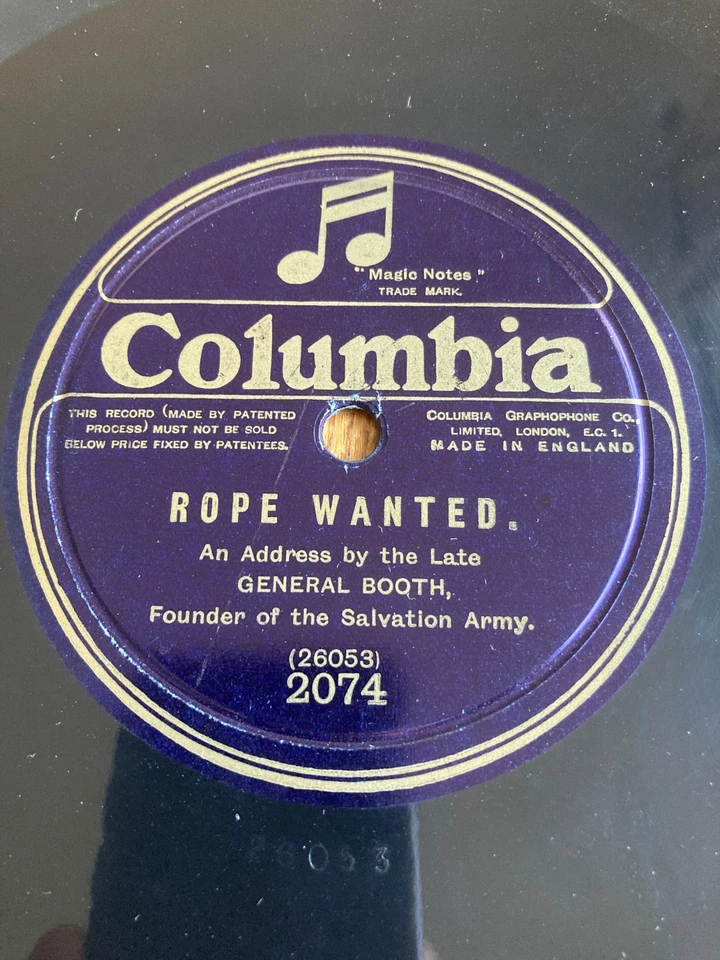 "Magic Notes"
TRADE MARK.
Columbia
THIS RECORD (MADE BY PATENTED
PROCESS) MUST NOT BE SOLD
BELOW PRICE FIXED BY PATENTEES.
COLUMBIA GRAPHOPHONE CO.,
LIMITED, LONDON, E.C. 1.
MADE IN ENGLAND
ROPE WANTED.
An Address by the Late
GENERAL BOOTH,
Founder of the Salvation Army.
(26053)
2074
26053